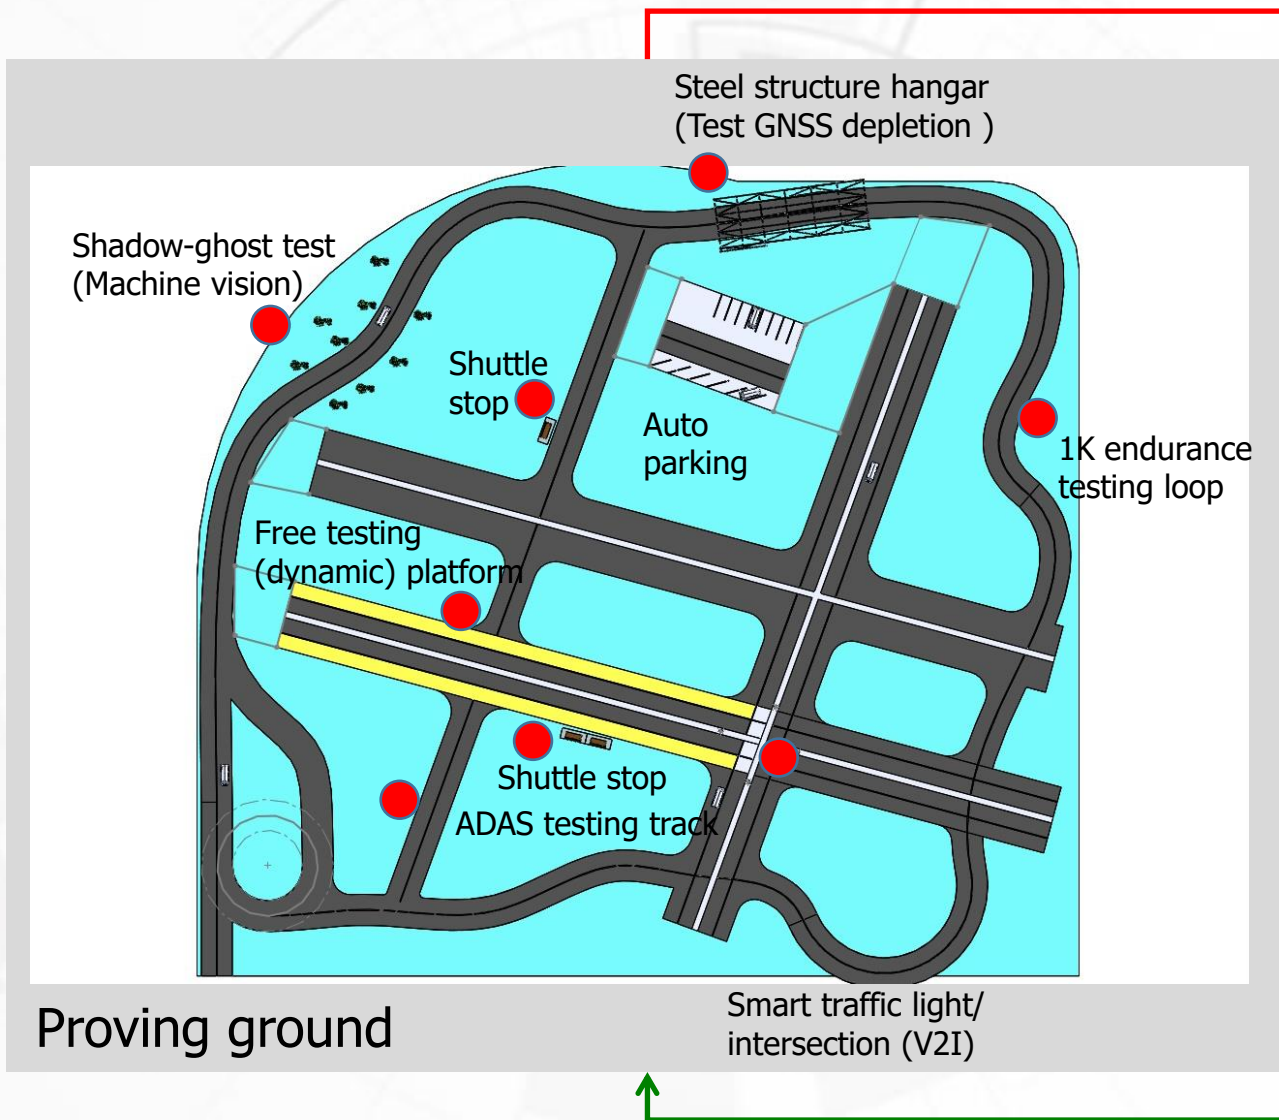 Steel structure hangar
(Test GNSS depletion )
Shadow-ghost test
(Machine vision)
Shuttle
stop
Auto
parking
1K endurance
testing loop
Free testing
(dynamic) platform
Shuttle stop
ADAS testing track
Smart traffic light/
intersection (V2I)
Proving ground